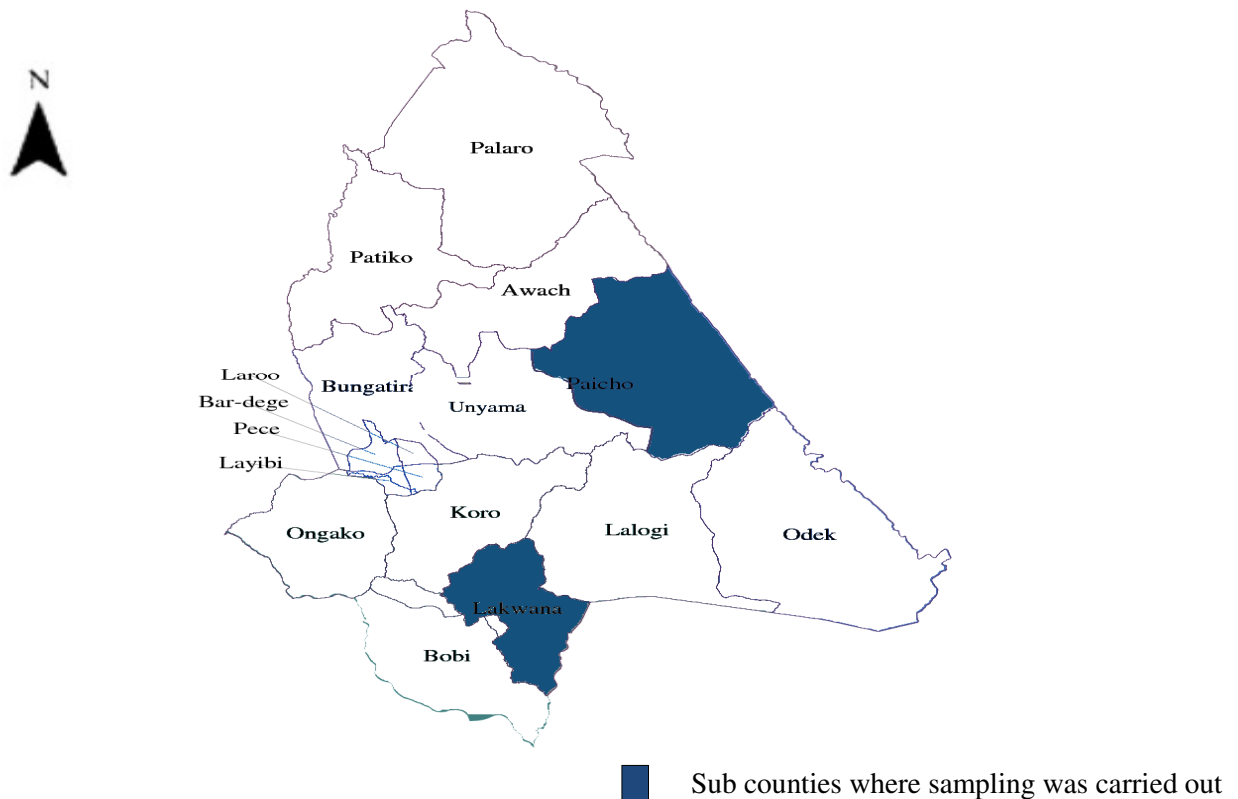 N
Palaro
Patiko
Awach
Laroo
Bungatira
Paicho
Bar-dege
Unyama
Pece
Layibi
Koro
Ongako
Lalogi
Odek
Lakwana
Bobi
Sub counties where sampling was carried out